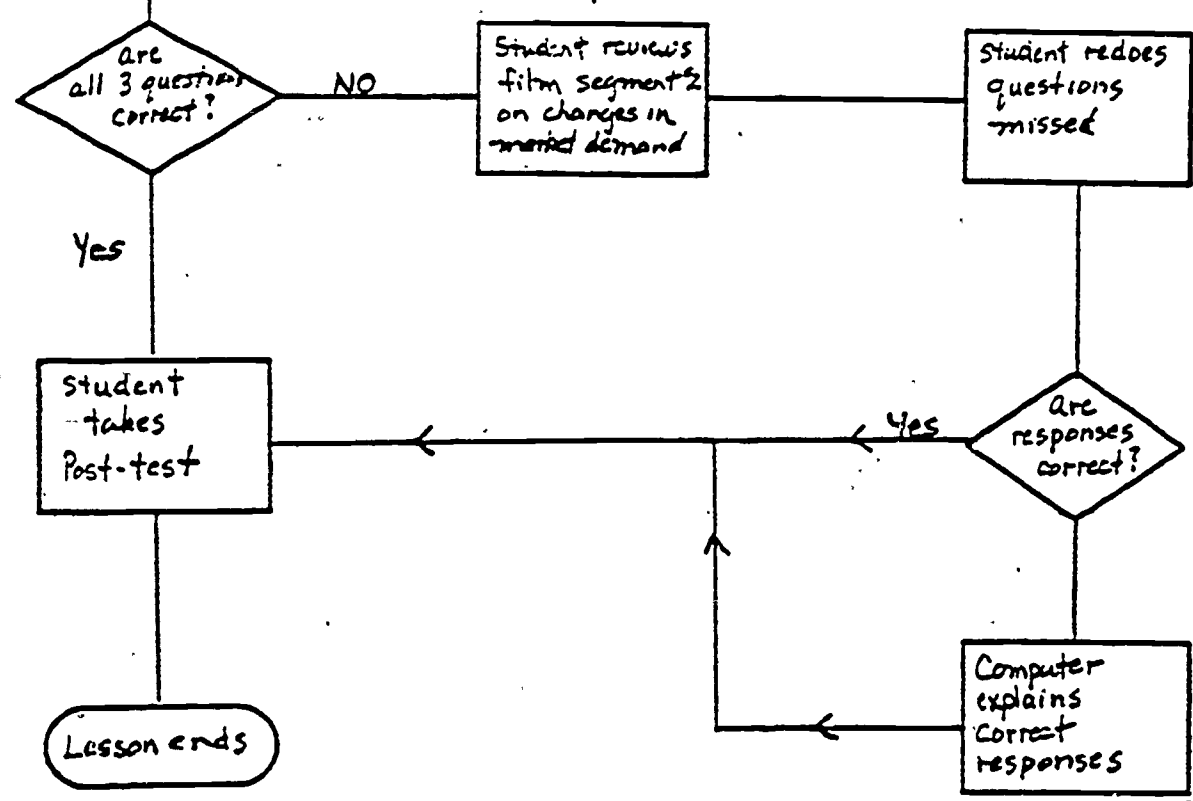 are
all 3 questions
correct?
NO
Student reviews
film segment 2
on changes in
market demand
Student redoes
questions
missed
Yes
Student
takes
Post-test
Yes
are
responses
correct?
Computer
explains
correct
responses
Lesson ends